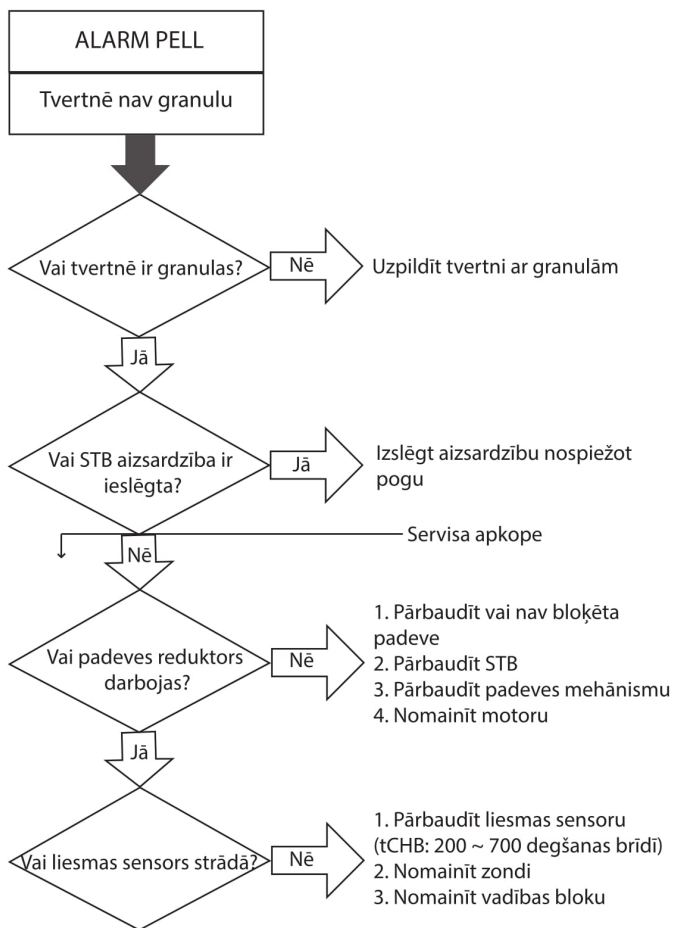 ALARM PELL
Tvertnē nav granulu
Vai tvertnē ir granulas?
Nē
Uzpildīt tvertni ar granulām
Jā
Vai STB aizsardzība ir
ieslēgta?
Jā
Izslēgt aizsardzību nospiežot
pogu
Servisa apkope
Nē
Vai padeves reduktors
darbojas?
Nē
1. Pārbaudīt vai nav bloķēta
padeve
2. Pārbaudīt STB
3. Pārbaudīt padeves mehānismu
4. Nomainīt motoru
Jā
Vai liesmas sensors strādā?
Nē
1. Pārbaudīt liesmas sensoru
(tCHB: 200 ~ 700 degšanas brīdī)
2. Nomainīt zondi
3. Nomainīt vadības bloku